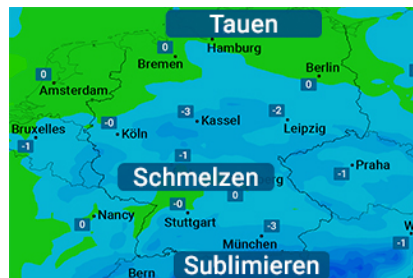 Tauen
Hamburg
0
Bremen
0
Berlin
0
Amsterdam
-3
Kassel
-2
Leipzig
-0
Köln
Bruxelles
-1
-1
Praha
-1
Schmelzen
0
-0
Stuttgart
Nancy
0
-3
München
-1
Bern
Sublimieren